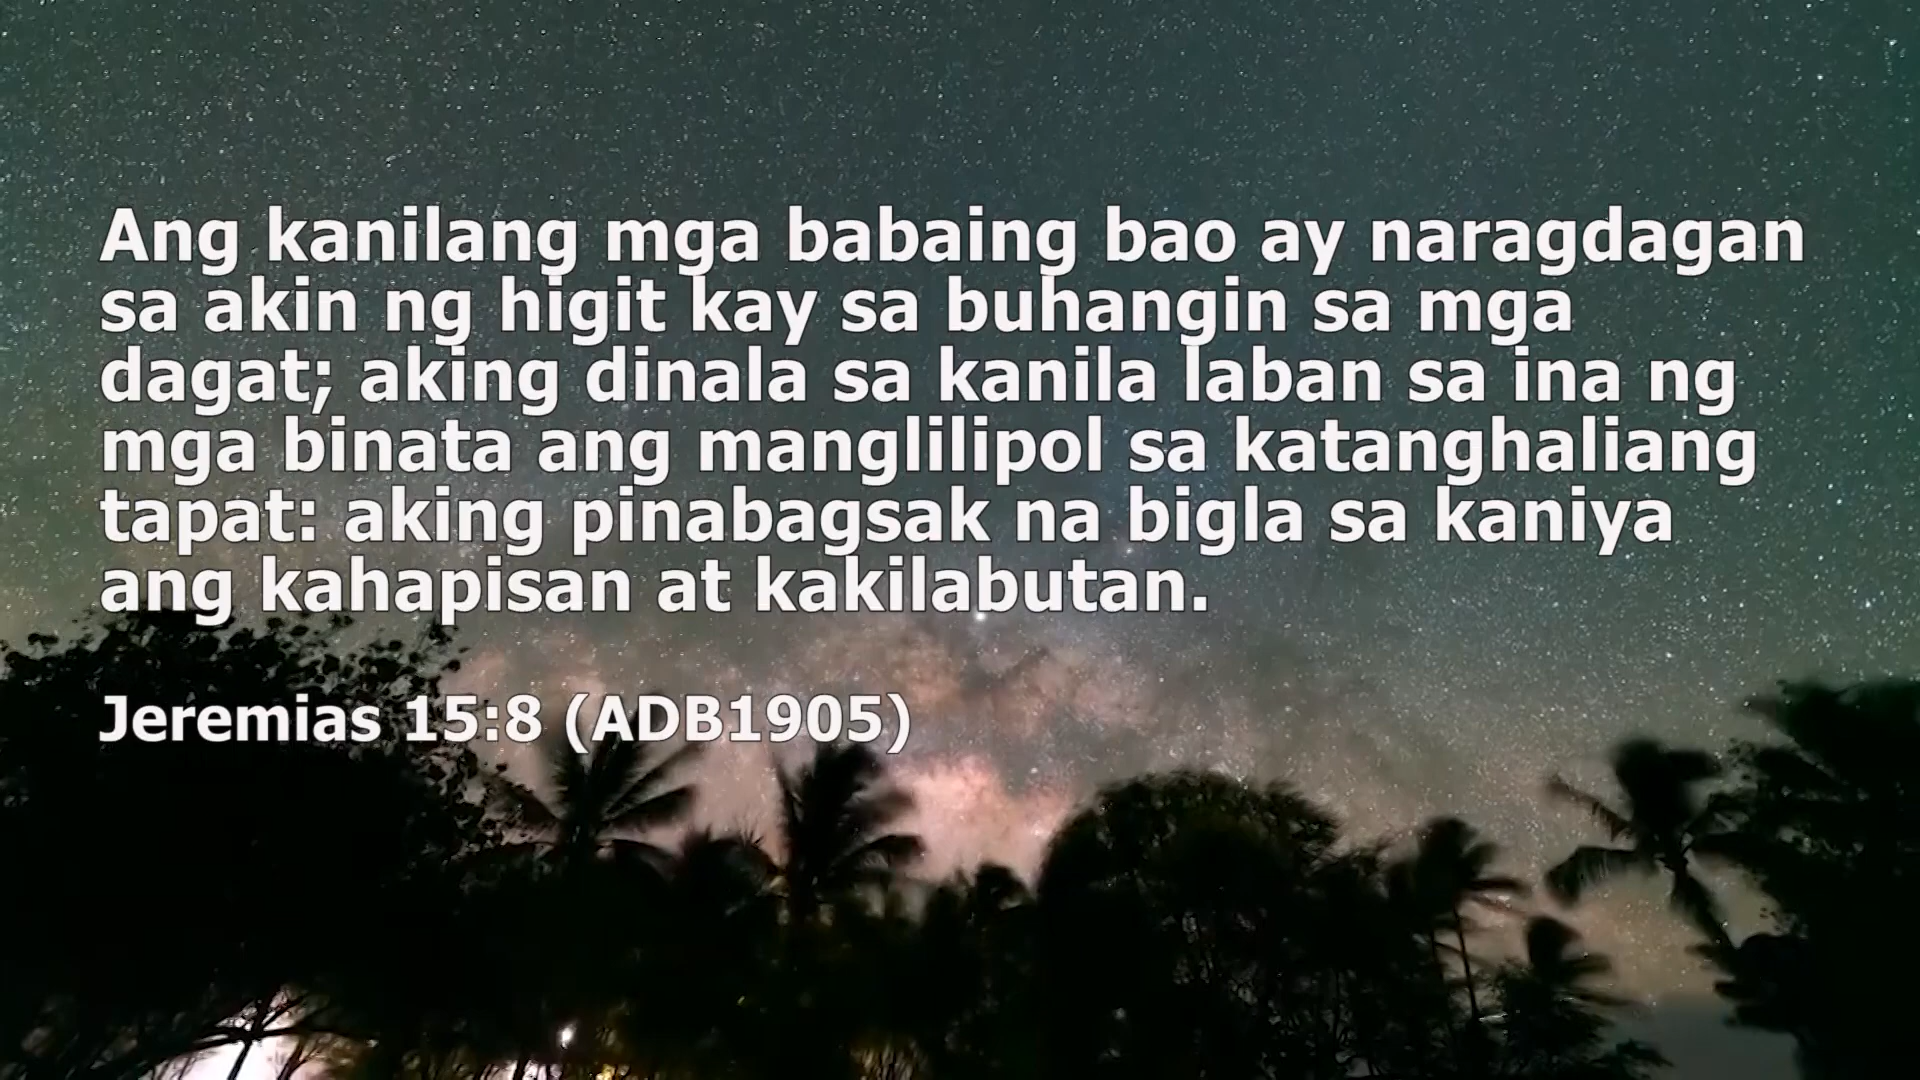 Ang kanilang mga babaing bao ay naragdagan
sa akin ng higit kay sa buhangin sa mga
dagat; aking dinala sa kanila laban sa ina ng
mga binata ang manglilipol sa katanghaliang
tapat: aking pinabagsak na bigla sa kaniya
ang kahapisan at kakilabutan.
Jeremias 15:8 (ADB1905)